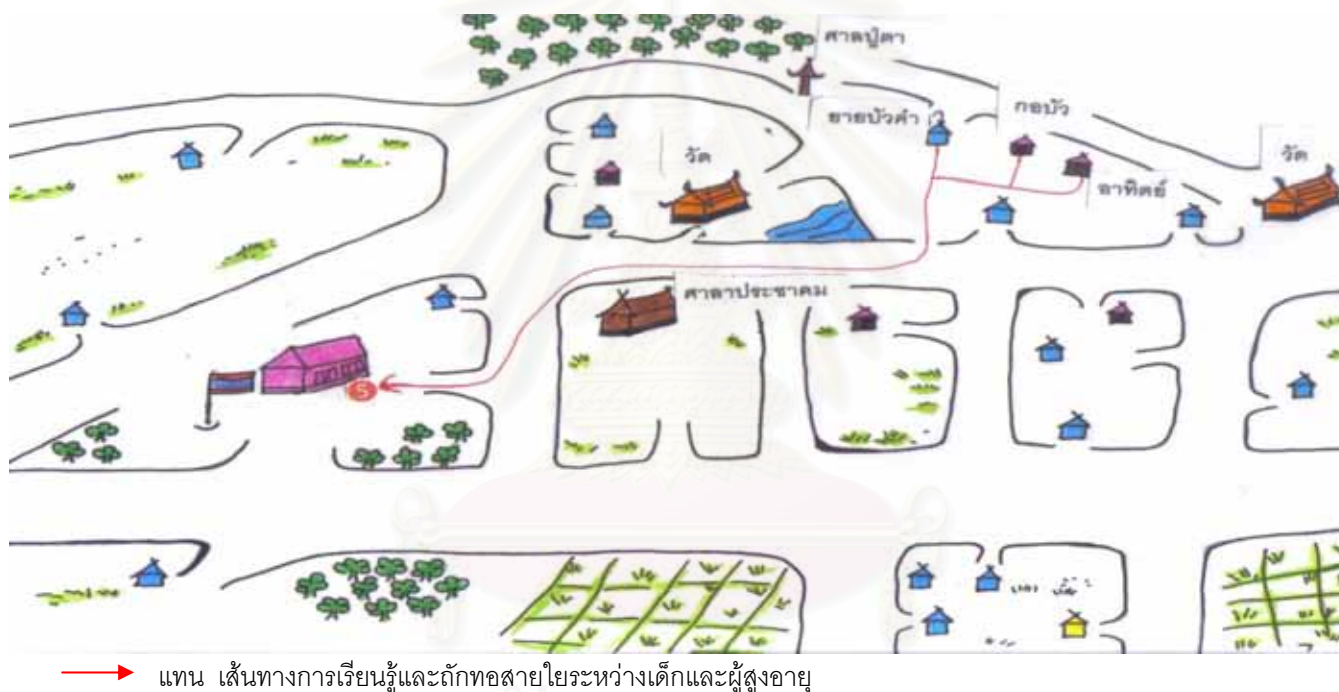 ศาลปู่ตา
ยายบัวคำ
กอบัว
วัด
วัด
อาทิตย์
ศาลาประชาคม
5
แทน เส้นทางการเรียนรู้และถักทอสายใยระหว่างเด็กและผู้สูงอายุ